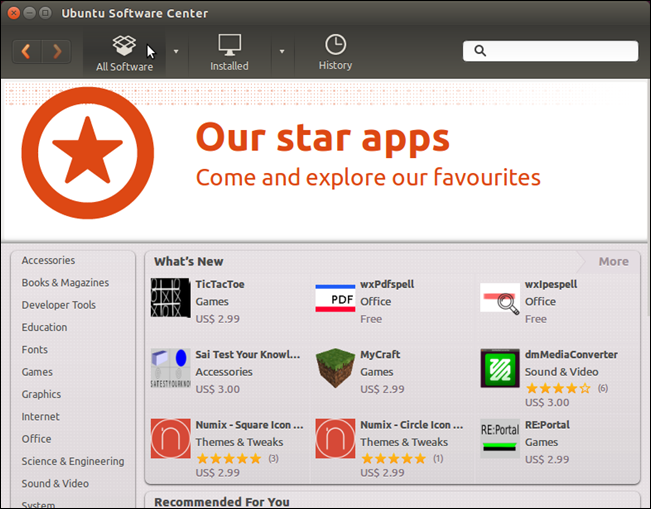 Ubuntu Software Center
All Software
Installed
History
Our star apps
Come and explore our favourites
Accessories
Books & Magazines
Developer Tools
Education
Fonts
Games
Graphics
Internet
Office
Science & Engineering
Sound & Video
System
What's New
More
TicTacToe
Games
US$ 2.99
wxPdfspell
Office
Free
PDF
wxIpespell
Office
Free
Sai Test Your Knowl...
Accessories
US$ 3.00
SATESTYOURKNO
MyCraft
Games
US$ 2.99
dmMediaConverter
Sound & Video
(6)
US$ 3.00
Numix - Square Icon ...
Themes & Tweaks
(3)
US$ 2.99
Numix - Circle Icon ...
Themes & Tweaks
(1)
US$ 2.99
RE:Portal
RE:Portal
Games
US$ 2.99
Recommended For You